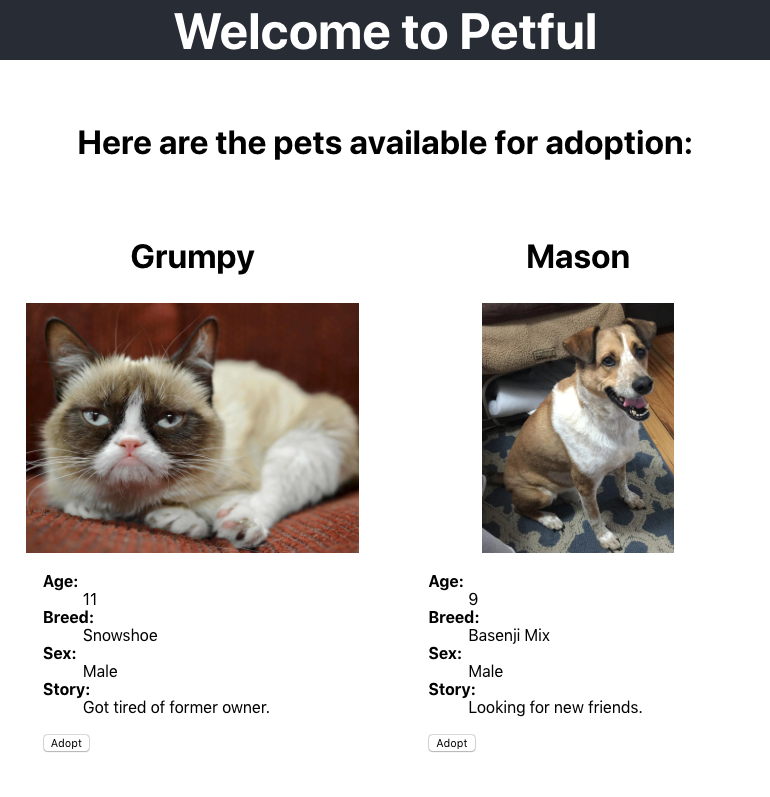 Welcome to Petful
Here are the pets available for adoption:
Grumpy
Age:
11
Breed:
Snowshoe
Sex:
Male
Story:
Got tired of former owner.
Adopt
Mason
Age:
9
Breed:
Basenji Mix
Sex:
Male
Story:
Looking for new friends.
Adopt